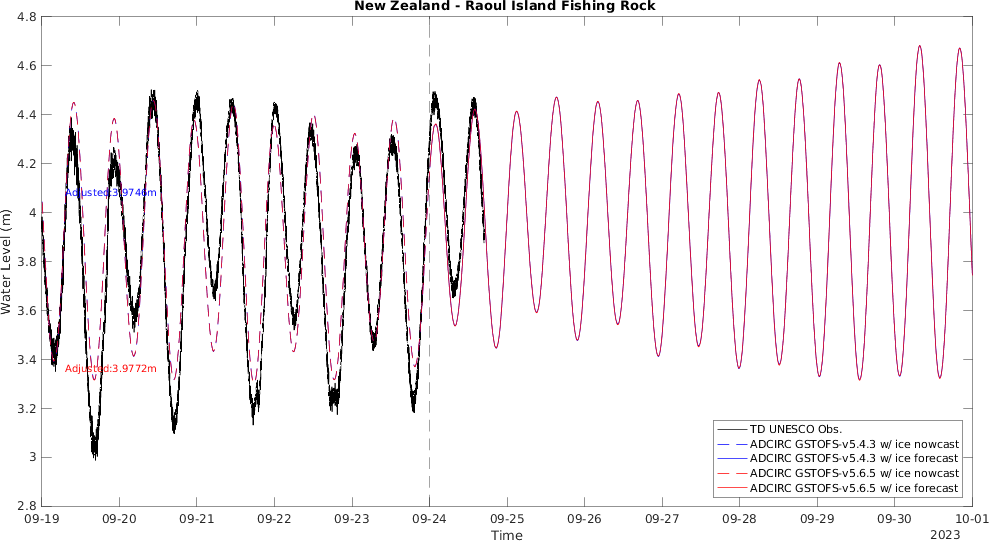 New Zealand - Raoul Island Fishing Rock
4.8
4.6
4.4
4.2
4
3.8
3.6
3.4
3.2
3
2.8
Water Level (m)
Adjusted:3.9746m
Adjusted:3.9772m
TD UNESCO Obs.
ADCIRC GSTOFS-v5.4.3 w/ ice nowcast
ADCIRC GSTOFS-v5.4.3 w/ ice forecast
ADCIRC GSTOFS-v5.6.5 w/ ice nowcast
ADCIRC GSTOFS-v5.6.5 w/ ice forecast
09-19 09-20 09-21 09-22 09-23 09-24 09-25 09-26 09-27 09-28 09-29 09-30 10-01
Time
2023